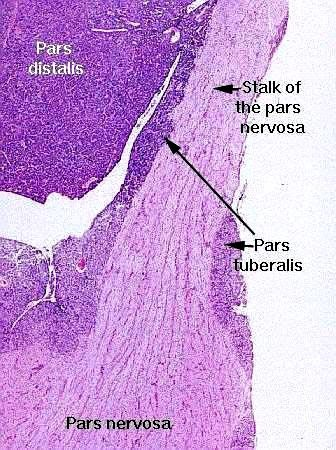 Pars
distalis
Stalk of
the pars
nervosa
Pars
tuberalis
Pars nervosa